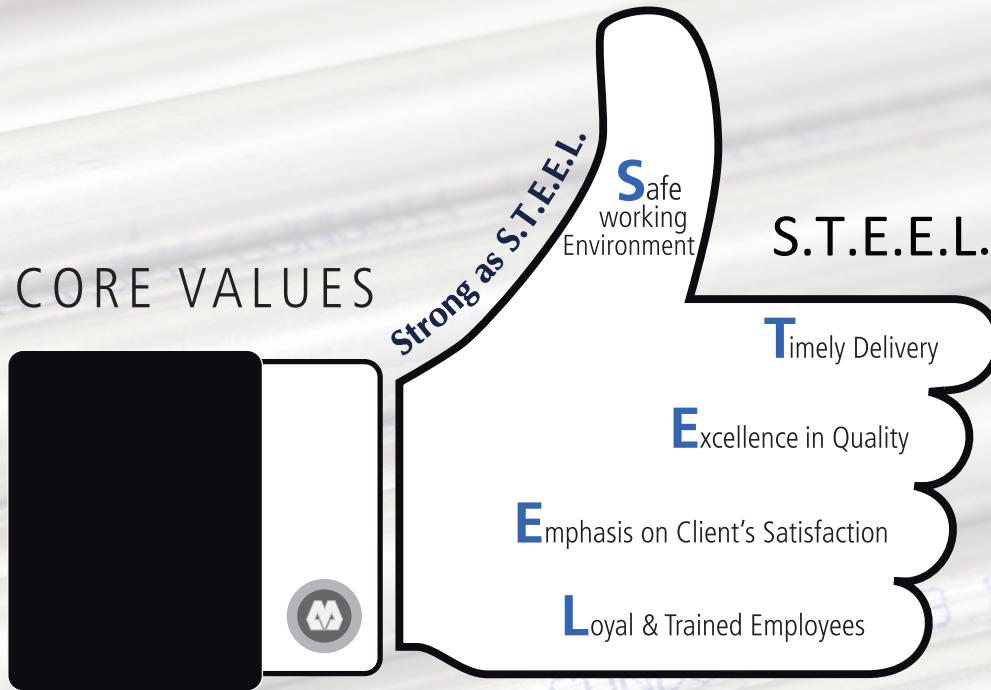 CORE VALUES
Strong as S.T.E.E.L.
S.T.E.E.L.
Safe
working
Environment
Timely Delivery
Excellence in Quality
Emphasis on Client's Satisfaction
Loyal & Trained Employees